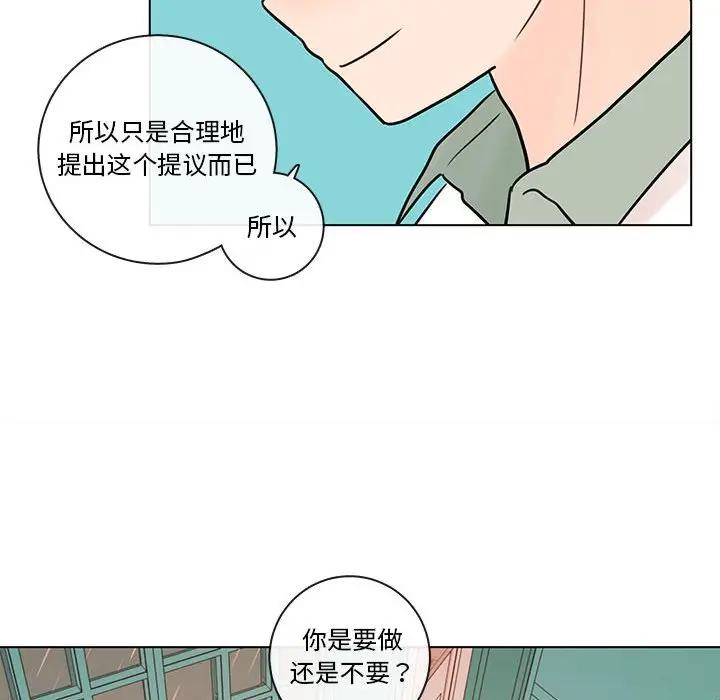 所以只是合理地
提出这个提议而已
所以
你是要做
还是不要？